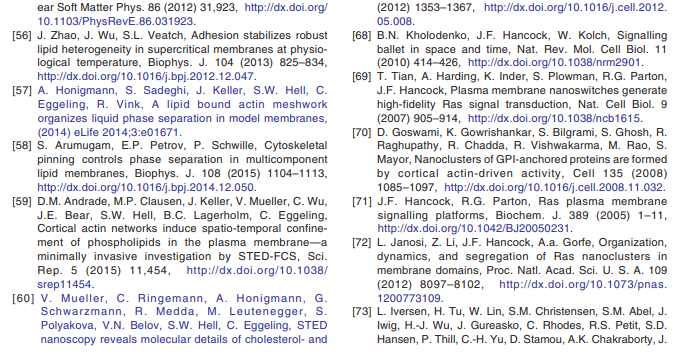 ear Soft Matter Phys. 86 (2012) 31,923, http://dx.doi.org/
10.1103/PhysRevE.86.031923.
[56] J. Zhao, J. Wu, S.L. Veatch, Adhesion stabilizes robust
lipid heterogeneity in supercritical membranes at physio-
logical temperature, Biophys. J. 104 (2013) 825–834,
http://dx.doi.org/10.1016/j.bpj.2012.12.047.
[57] A. Honigmann, S. Sadeghi, J. Keller, S.W. Hell, C.
Eggeling, R. Vink, A lipid bound actin meshwork
organizes liquid phase separation in model membranes,
(2014) eLife 2014;3:e01671.
[58] S. Arumugam, E.P. Petrov, P. Schwille, Cytoskeletal
pinning controls phase separation in multicomponent
lipid membranes, Biophys. J. 108 (2015) 1104–1113,
http://dx.doi.org/10.1016/j.bpj.2014.12.050.
[59] D.M. Andrade, M.P. Clausen, J. Keller, V. Mueller, C. Wu,
J.E. Bear, S.W. Hell, B.C. Lagerholm, C. Eggeling,
Cortical actin networks induce spatio-temporal confine-
ment of phospholipids in the plasma membrane—a
minimally invasive investigation by STED-FCS, Sci.
Rep. 5 (2015) 11,454, http://dx.doi.org/10.1038/
srep11454.
[60] V. Mueller, C. Ringemann, A. Honigmann, G.
Schwarzmann, R. Medda, M. Leutenegger, S.
Polyakova, V.N. Belov, S.W. Hell, C. Eggeling, STED
nanoscopy reveals molecular details of cholesterol- and
(2012) 1353–1367, http://dx.doi.org/10.1016/j.cell.2012.
05.008.
[68] B.N. Kholodenko, J.F. Hancock, W. Kolch, Signalling
ballet in space and time, Nat. Rev. Mol. Cell Biol. 11
(2010) 414–426, http://dx.doi.org/10.1038/nrm2901.
[69] T. Tian, A. Harding, K. Inder, S. Plowman, R.G. Parton,
J.F. Hancock, Plasma membrane nanoswitches generate
high-fidelity Ras signal transduction, Nat. Cell Biol. 9
(2007) 905–914, http://dx.doi.org/10.1038/ncb1615.
[70] D. Goswami, K. Gowrishankar, S. Bilgrami, S. Ghosh, R.
Raghupathy, R. Chadda, R. Vishwakarma, M. Rao, S.
Mayor, Nanoclusters of GPI-anchored proteins are formed
by cortical actin-driven activity, Cell 135 (2008)
1085–1097, http://dx.doi.org/10.1016/j.cell.2008.11.032.
[71] J.F. Hancock, R.G. Parton, Ras plasma membrane
signalling platforms, Biochem. J. 389 (2005) 1–11,
http://dx.doi.org/10.1042/BJ20050231.
[72] L. Janosi, Z. Li, J.F. Hancock, A.a. Gorfe, Organization,
dynamics, and segregation of Ras nanoclusters in
membrane domains, Proc. Natl. Acad. Sci. U. S. A. 109
(2012) 8097–8102, http://dx.doi.org/10.1073/pnas.
1200773109.
[73] L. Iversen, H. Tu, W. Lin, S.M. Christensen, S.M. Abel, J.
Iwig, H.-J. Wu, J. Gureasko, C. Rhodes, R.S. Petit, S.D.
Hansen, P. Thill, C.-H. Yu, D. Stamou, A.K. Chakraborty, J.